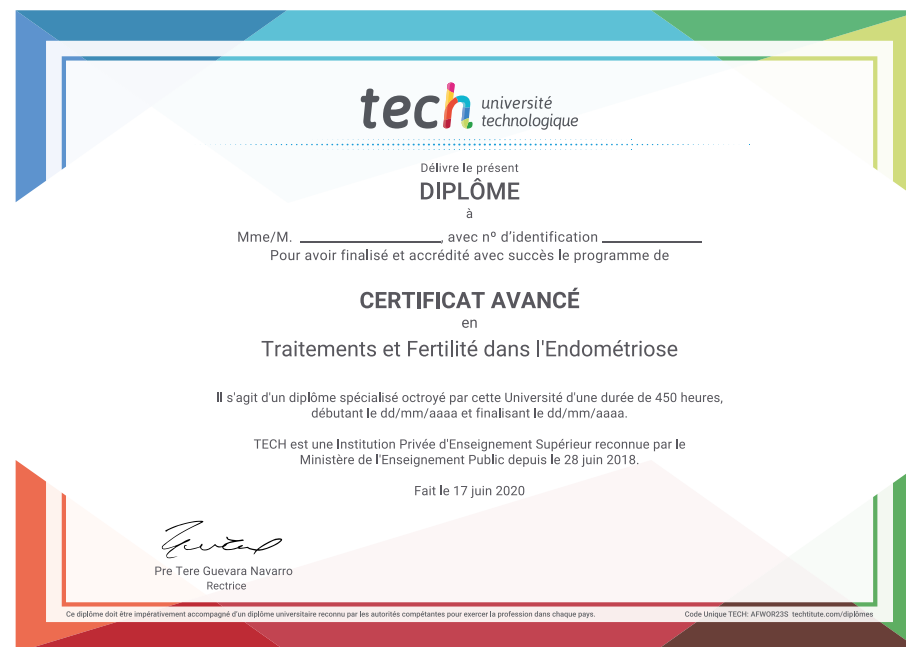 tech université
technologique
Délivre le présent
DIPLÔME
à
Mme/M. ____________________, avec nº d'identification ______________
Pour avoir finalisé et accrédité avec succès le programme de
CERTIFICAT AVANCÉ
en
Traitements et Fertilité dans l'Endométriose
Il s'agit d'un diplôme spécialisé octroyé par cette Université d'une durée de 450 heures,
débutant le dd/mm/aaaa et finalisant le dd/mm/aaaa.
TECH est une Institution Privée d'Enseignement Supérieur reconnue par le
Ministère de l'Enseignement Public depuis le 28 juin 2018.
Fait le 17 juin 2020
Pre Tere Guevara Navarro
Rectrice
Ce diplôme doit être impérativement accompagné d'un diplôme universitaire reconnu par les autorités compétentes pour exercer la profession dans chaque pays.
Code Unique TECH: AFWOR23S techtitute.com/diplômes